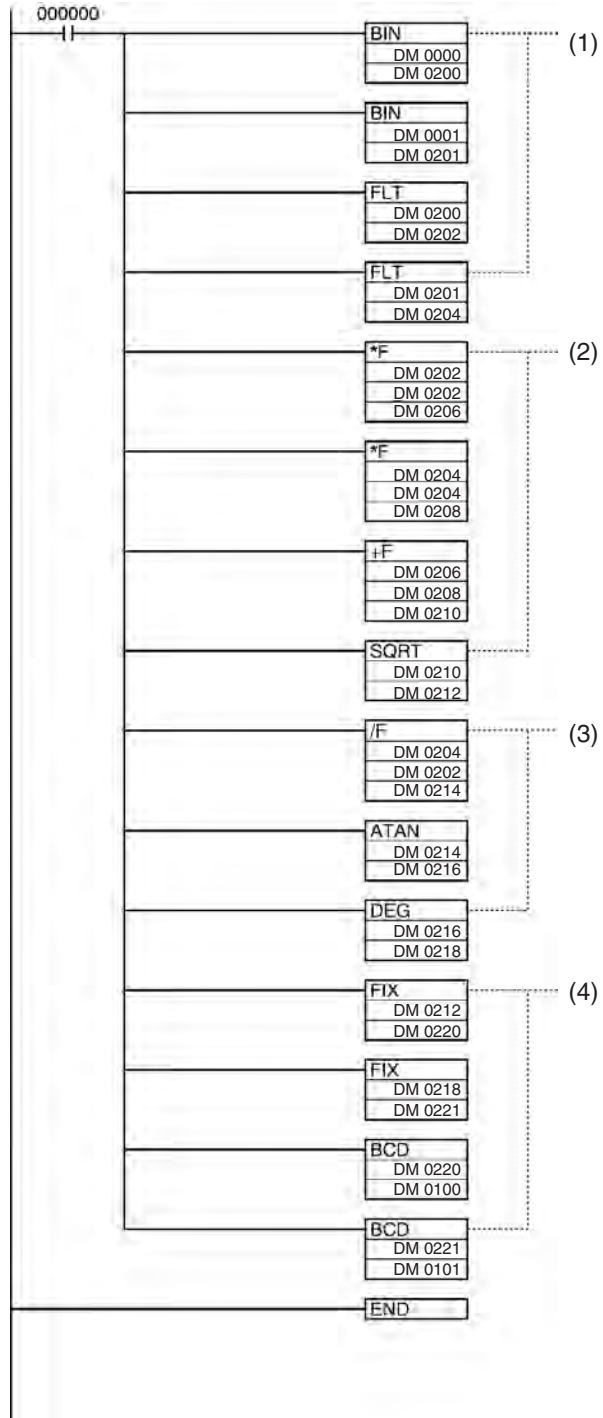 000000
BIN
(1)
DM 0000
DM 0200
BIN
DM 0001
DM 0201
FLT
DM 0200
DM 0202
FLT
DM 0201
DM 0204
*F
(2)
DM 0202
DM 0202
DM 0206
*F
DM 0204
DM 0204
DM 0208
+F
DM 0206
DM 0208
DM 0210
SQRT
DM 0210
DM 0212
/F
(3)
DM 0204
DM 0202
DM 0214
ATAN
DM 0214
DM 0216
DEG
DM 0216
DM 0218
FIX
(4)
DM 0212
DM 0220
FIX
DM 0218
DM 0221
BCD
DM 0220
DM 0100
BCD
DM 0221
DM 0101
END